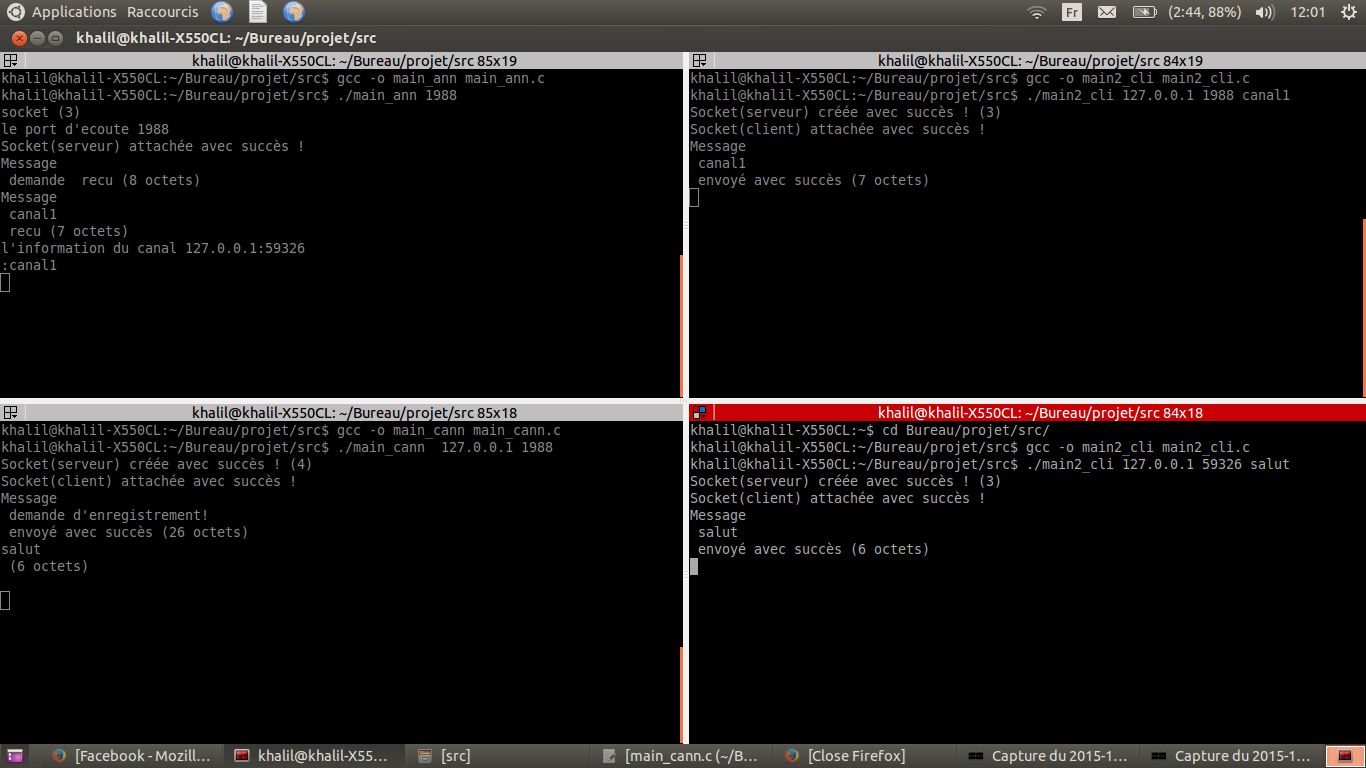 Applications Raccourcis Fr (2:44, 88%) 12:01
khalil@khalil-X550CL: ~/Bureau/projet/src
khalil@khalil-X550CL: ~/Bureau/projet/src 85x19
khalil@khalil-X550CL:~/Bureau/projet/src$ gcc -o main_ann main_ann.c
khalil@khalil-X550CL:~/Bureau/projet/src$ ./main_ann 1988
socket (3)
le port d'ecoute 1988
Socket(serveur) attachée avec succès !
Message
demande  recu (8 octets)
Message
canal1
recu (7 octets)
l'information du canal 127.0.0.1:59326
:canal1
khalil@khalil-X550CL: ~/Bureau/projet/src 84x19
khalil@khalil-X550CL:~/Bureau/projet/src$ gcc -o main2_cli main2_cli.c
khalil@khalil-X550CL:~/Bureau/projet/src$ ./main2_cli 127.0.0.1 1988 canal1
Socket(serveur) créée avec succès ! (3)
Socket(client) attachée avec succès !
Message
canal1
envoyé avec succès (7 octets)
khalil@khalil-X550CL: ~/Bureau/projet/src 85x18
khalil@khalil-X550CL:~/Bureau/projet/src$ gcc -o main_cann main_cann.c
khalil@khalil-X550CL:~/Bureau/projet/src$ ./main_cann  127.0.0.1 1988
Socket(serveur) créée avec succès ! (4)
Socket(client) attachée avec succès !
Message
demande d'enregistrement!
envoyé avec succès (26 octets)
salut
(6 octets)
khalil@khalil-X550CL: ~/Bureau/projet/src 84x18
khalil@khalil-X550CL:~$ cd Bureau/projet/src/
khalil@khalil-X550CL:~/Bureau/projet/src$ gcc -o main2_cli main2_cli.c
khalil@khalil-X550CL:~/Bureau/projet/src$ ./main2_cli 127.0.0.1 59326 salut
Socket(serveur) créée avec succès ! (3)
Socket(client) attachée avec succès !
Message
salut
envoyé avec succès (6 octets)
[Facebook - Mozill... khalil@khalil-X55... [src] [main_cann.c (~/B... [Close Firefox] Capture du 2015-1... Capture du 2015-1...